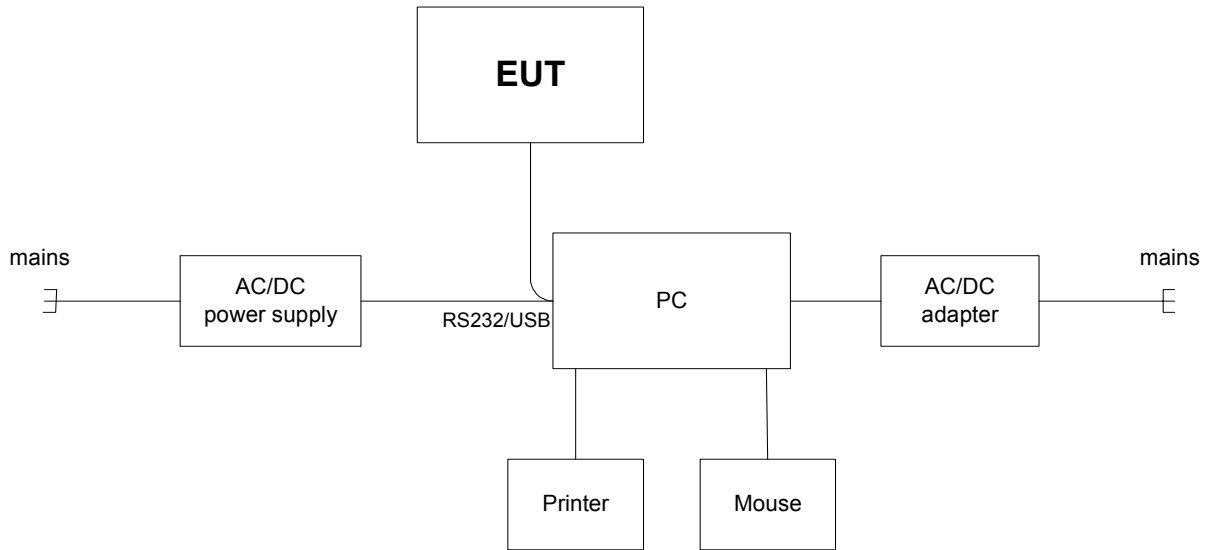 EUT
mains
mains
AC/DC
power supply
PC
AC/DC
adapter
RS232/USB
Printer
Mouse